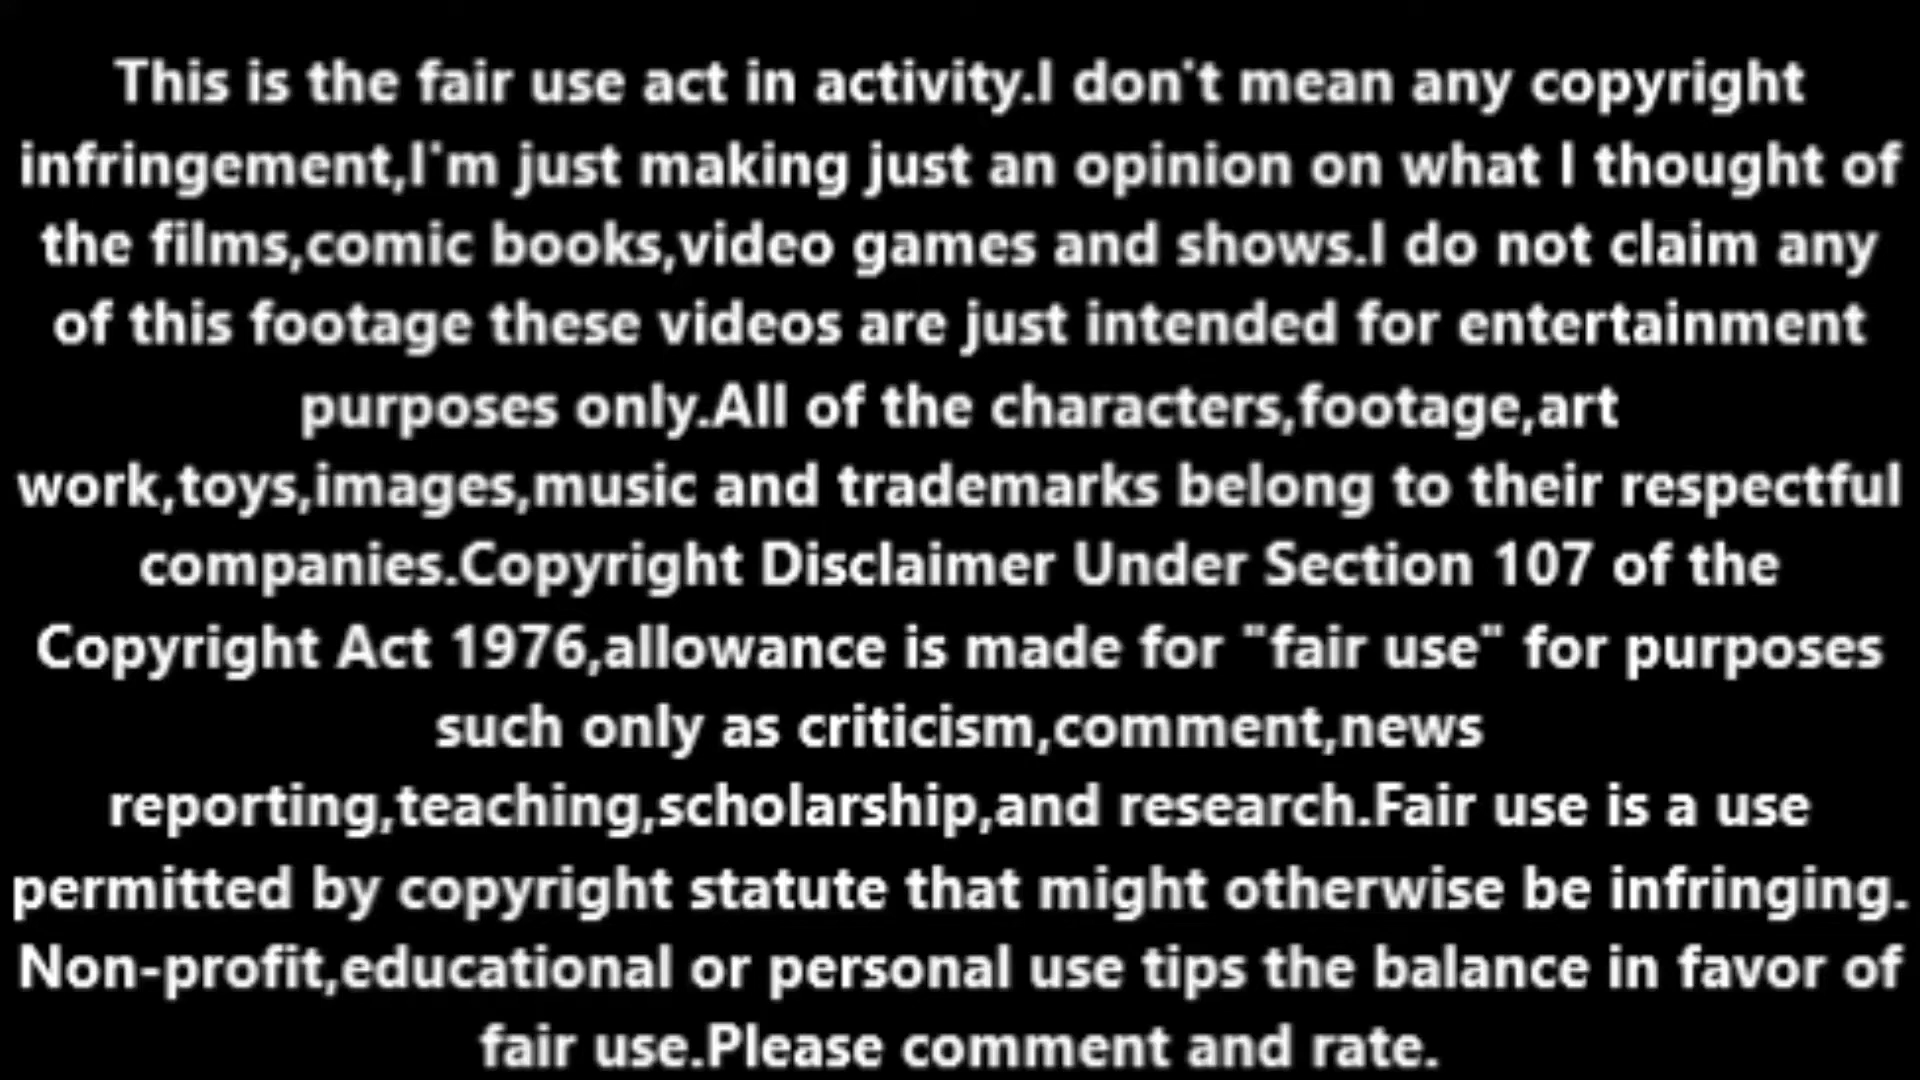 This is the fair use act in activity.I don't mean any copyright
infringement,I'm just making just an opinion on what I thought of
the films,comic books,video games and shows.I do not claim any
of this footage these videos are just intended for entertainment
purposes only.All of the characters,footage,art
work,toys,images,music and trademarks belong to their respectful
companies.Copyright Disclaimer Under Section 107 of the
Copyright Act 1976,allowance is made for "fair use" for purposes
such only as criticism,comment,news
reporting,teaching,scholarship,and research.Fair use is a use
permitted by copyright statute that might otherwise be infringing.
Non-profit,educational or personal use tips the balance in favor of
fair use.Please comment and rate.